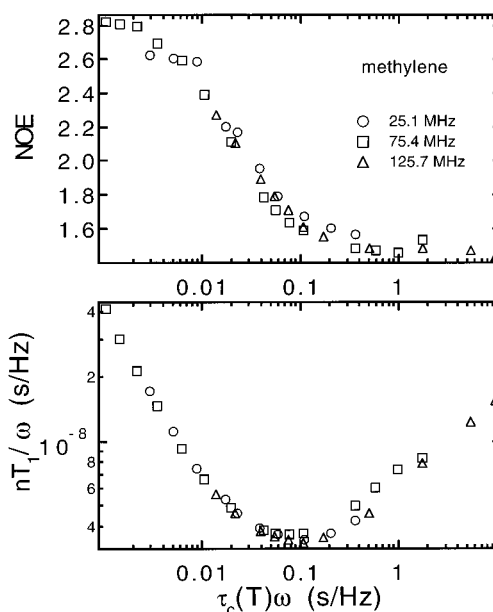 2.8
2.6
2.4
2.2
2.0
1.8
1.6
NOE
methylene
25.1 MHz
75.4 MHz
125.7 MHz
0.01
0.1
1
4
2
10⁻⁸
8
6
4
nT₁/ω (s/Hz)
0.01
0.1
1
τc(T)ω (s/Hz)